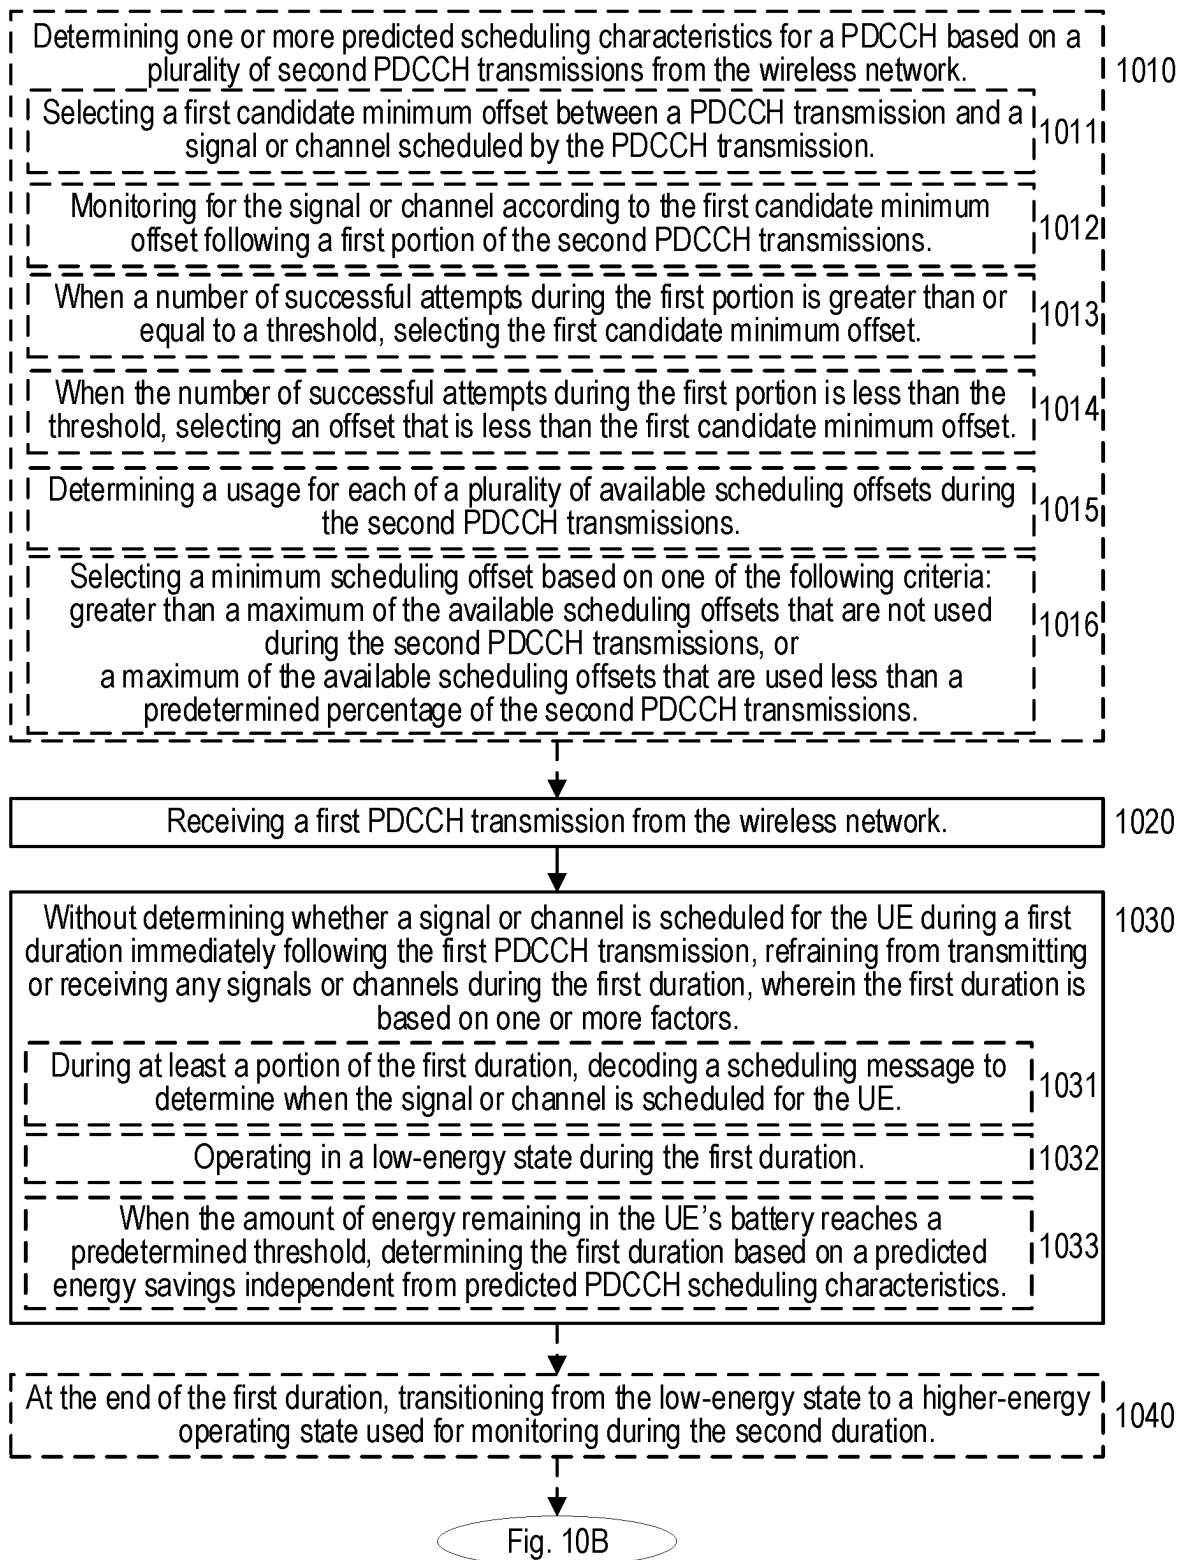 Determining one or more predicted scheduling characteristics for a PDCCH based on a
plurality of second PDCCH transmissions from the wireless network.
1010
Selecting a first candidate minimum offset between a PDCCH transmission and a
signal or channel scheduled by the PDCCH transmission.
1011
Monitoring for the signal or channel according to the first candidate minimum
offset following a first portion of the second PDCCH transmissions.
1012
When a number of successful attempts during the first portion is greater than or
equal to a threshold, selecting the first candidate minimum offset.
1013
When the number of successful attempts during the first portion is less than the
threshold, selecting an offset that is less than the first candidate minimum offset.
1014
Determining a usage for each of a plurality of available scheduling offsets during
the second PDCCH transmissions.
1015
Selecting a minimum scheduling offset based on one of the following criteria:
greater than a maximum of the available scheduling offsets that are not used
during the second PDCCH transmissions, or
a maximum of the available scheduling offsets that are used less than a
predetermined percentage of the second PDCCH transmissions.
1016
Receiving a first PDCCH transmission from the wireless network.
1020
Without determining whether a signal or channel is scheduled for the UE during a first
duration immediately following the first PDCCH transmission, refraining from transmitting
or receiving any signals or channels during the first duration, wherein the first duration is
based on one or more factors.
1030
During at least a portion of the first duration, decoding a scheduling message to
determine when the signal or channel is scheduled for the UE.
1031
Operating in a low-energy state during the first duration.
1032
When the amount of energy remaining in the UE's battery reaches a
predetermined threshold, determining the first duration based on a predicted
energy savings independent from predicted PDCCH scheduling characteristics.
1033
At the end of the first duration, transitioning from the low-energy state to a higher-energy
operating state used for monitoring during the second duration.
1040
Fig. 10B